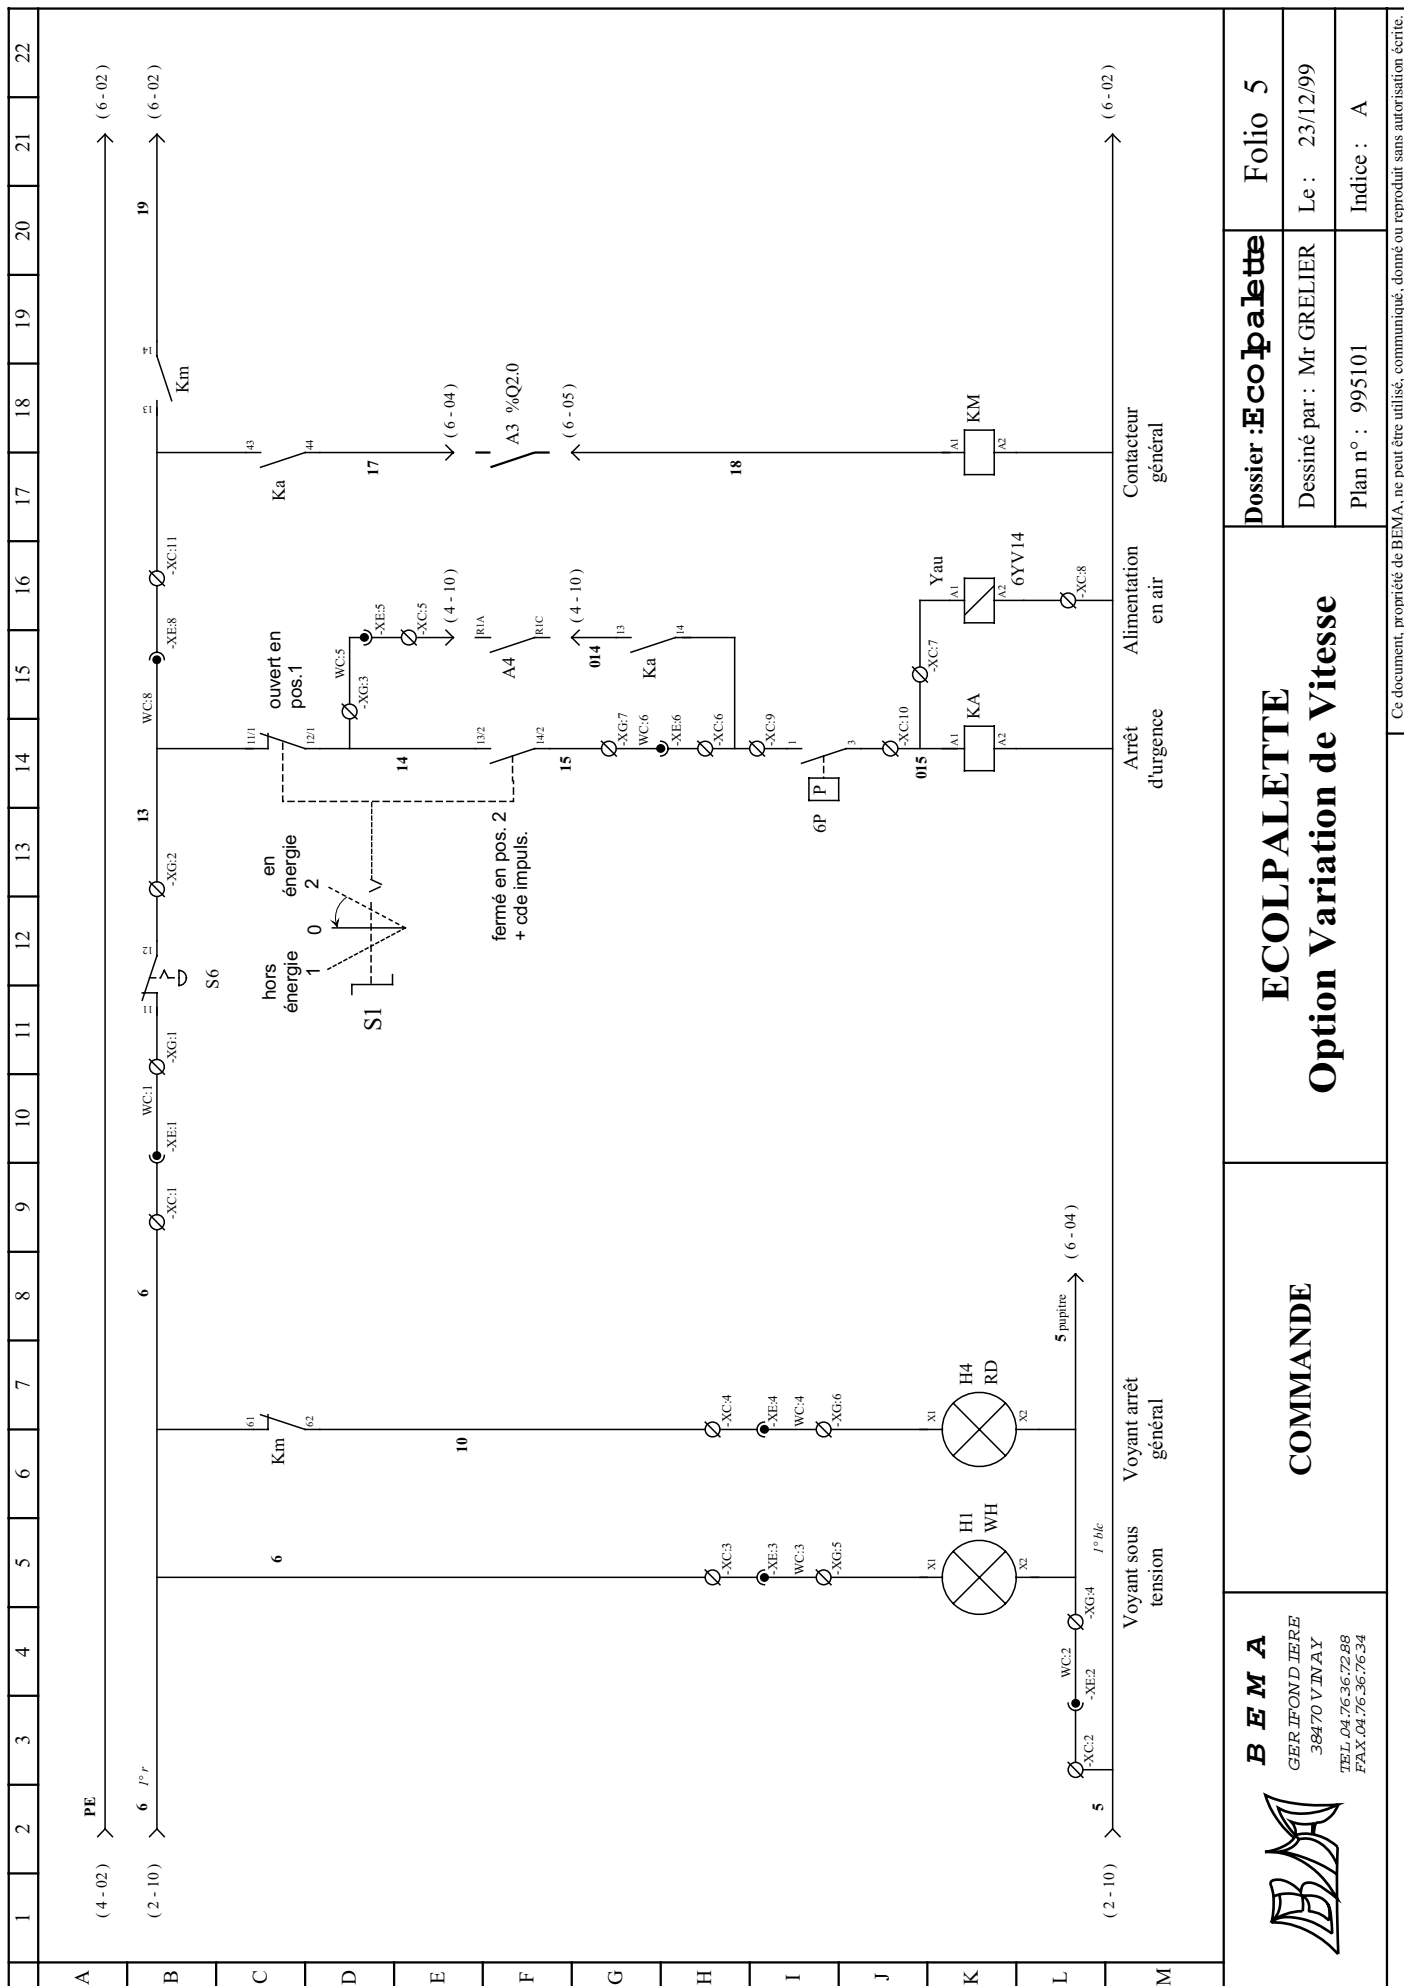 1 2 3 4 5 6 7 8 9 10 11 12 13 14 15 16 17 18 19 20 21 22
A
B
C
D
E
F
G
H
I
J
K
L
M
( 4 - 02 )
PE
( 6 - 02 )
( 2 - 10 )
6 1° r
6
-XC:1
-XE:1
WC:1
-XG:1
11
12
S6
-XG:2
13
WC:8
-XE:8
-XC:11
13
14
Km
19
( 6 - 02 )
6
-XC:3
-XE:3
WC:3
-XG:5
X1
H1
WH
X2
Voyant sous
tension
61
Km
62
10
-XC:4
-XE:4
WC:4
-XG:6
X1
H4
RD
X2
Voyant arrêt
général
hors
énergie
1
0
en
énergie
2
S1
ouvert en
pos.1
11/1
12/1
14
fermé en pos. 2
+ cde impuls.
13/2
14/2
15
-XG:7
WC:6
-XE:6
-XC:6
-XC:9
1
P
6P
3
-XC:10
015
A1
KA
A2
Arrêt
d'urgence
-XG:3
WC:5
-XE:5
-XC:5
( 4 - 10 )
R1A
A4
R1C
( 4 - 10 )
014
13
Ka
14
-XC:7
Yau
A1
A2
6YV14
-XC:8
Alimentation
en air
43
Ka
44
17
( 6 - 04 )
A3 %Q2.0
( 6 - 05 )
18
A1
KM
A2
Contacteur
général
( 2 - 10 )
5
-XC:2
-XE:2
WC:2
-XG:4
1° blc
5 pupitre
( 6 - 04 )
( 6 - 02 )
B E M A
GERIFONDIERE
38470 VINAY
TEL.04.76.36.72.88
FAX.04.76.36.76.34
COMMANDE
ECOLPALETTE
Option Variation de Vitesse
Dossier : Ecolpalette
Folio 5
Dessiné par : Mr GRELIER
Le : 23/12/99
Plan n° : 995101
Indice : A
Ce document, propriété de BEMA, ne peut être utilisé, communiqué, donné ou reproduit sans autorisation écrite.